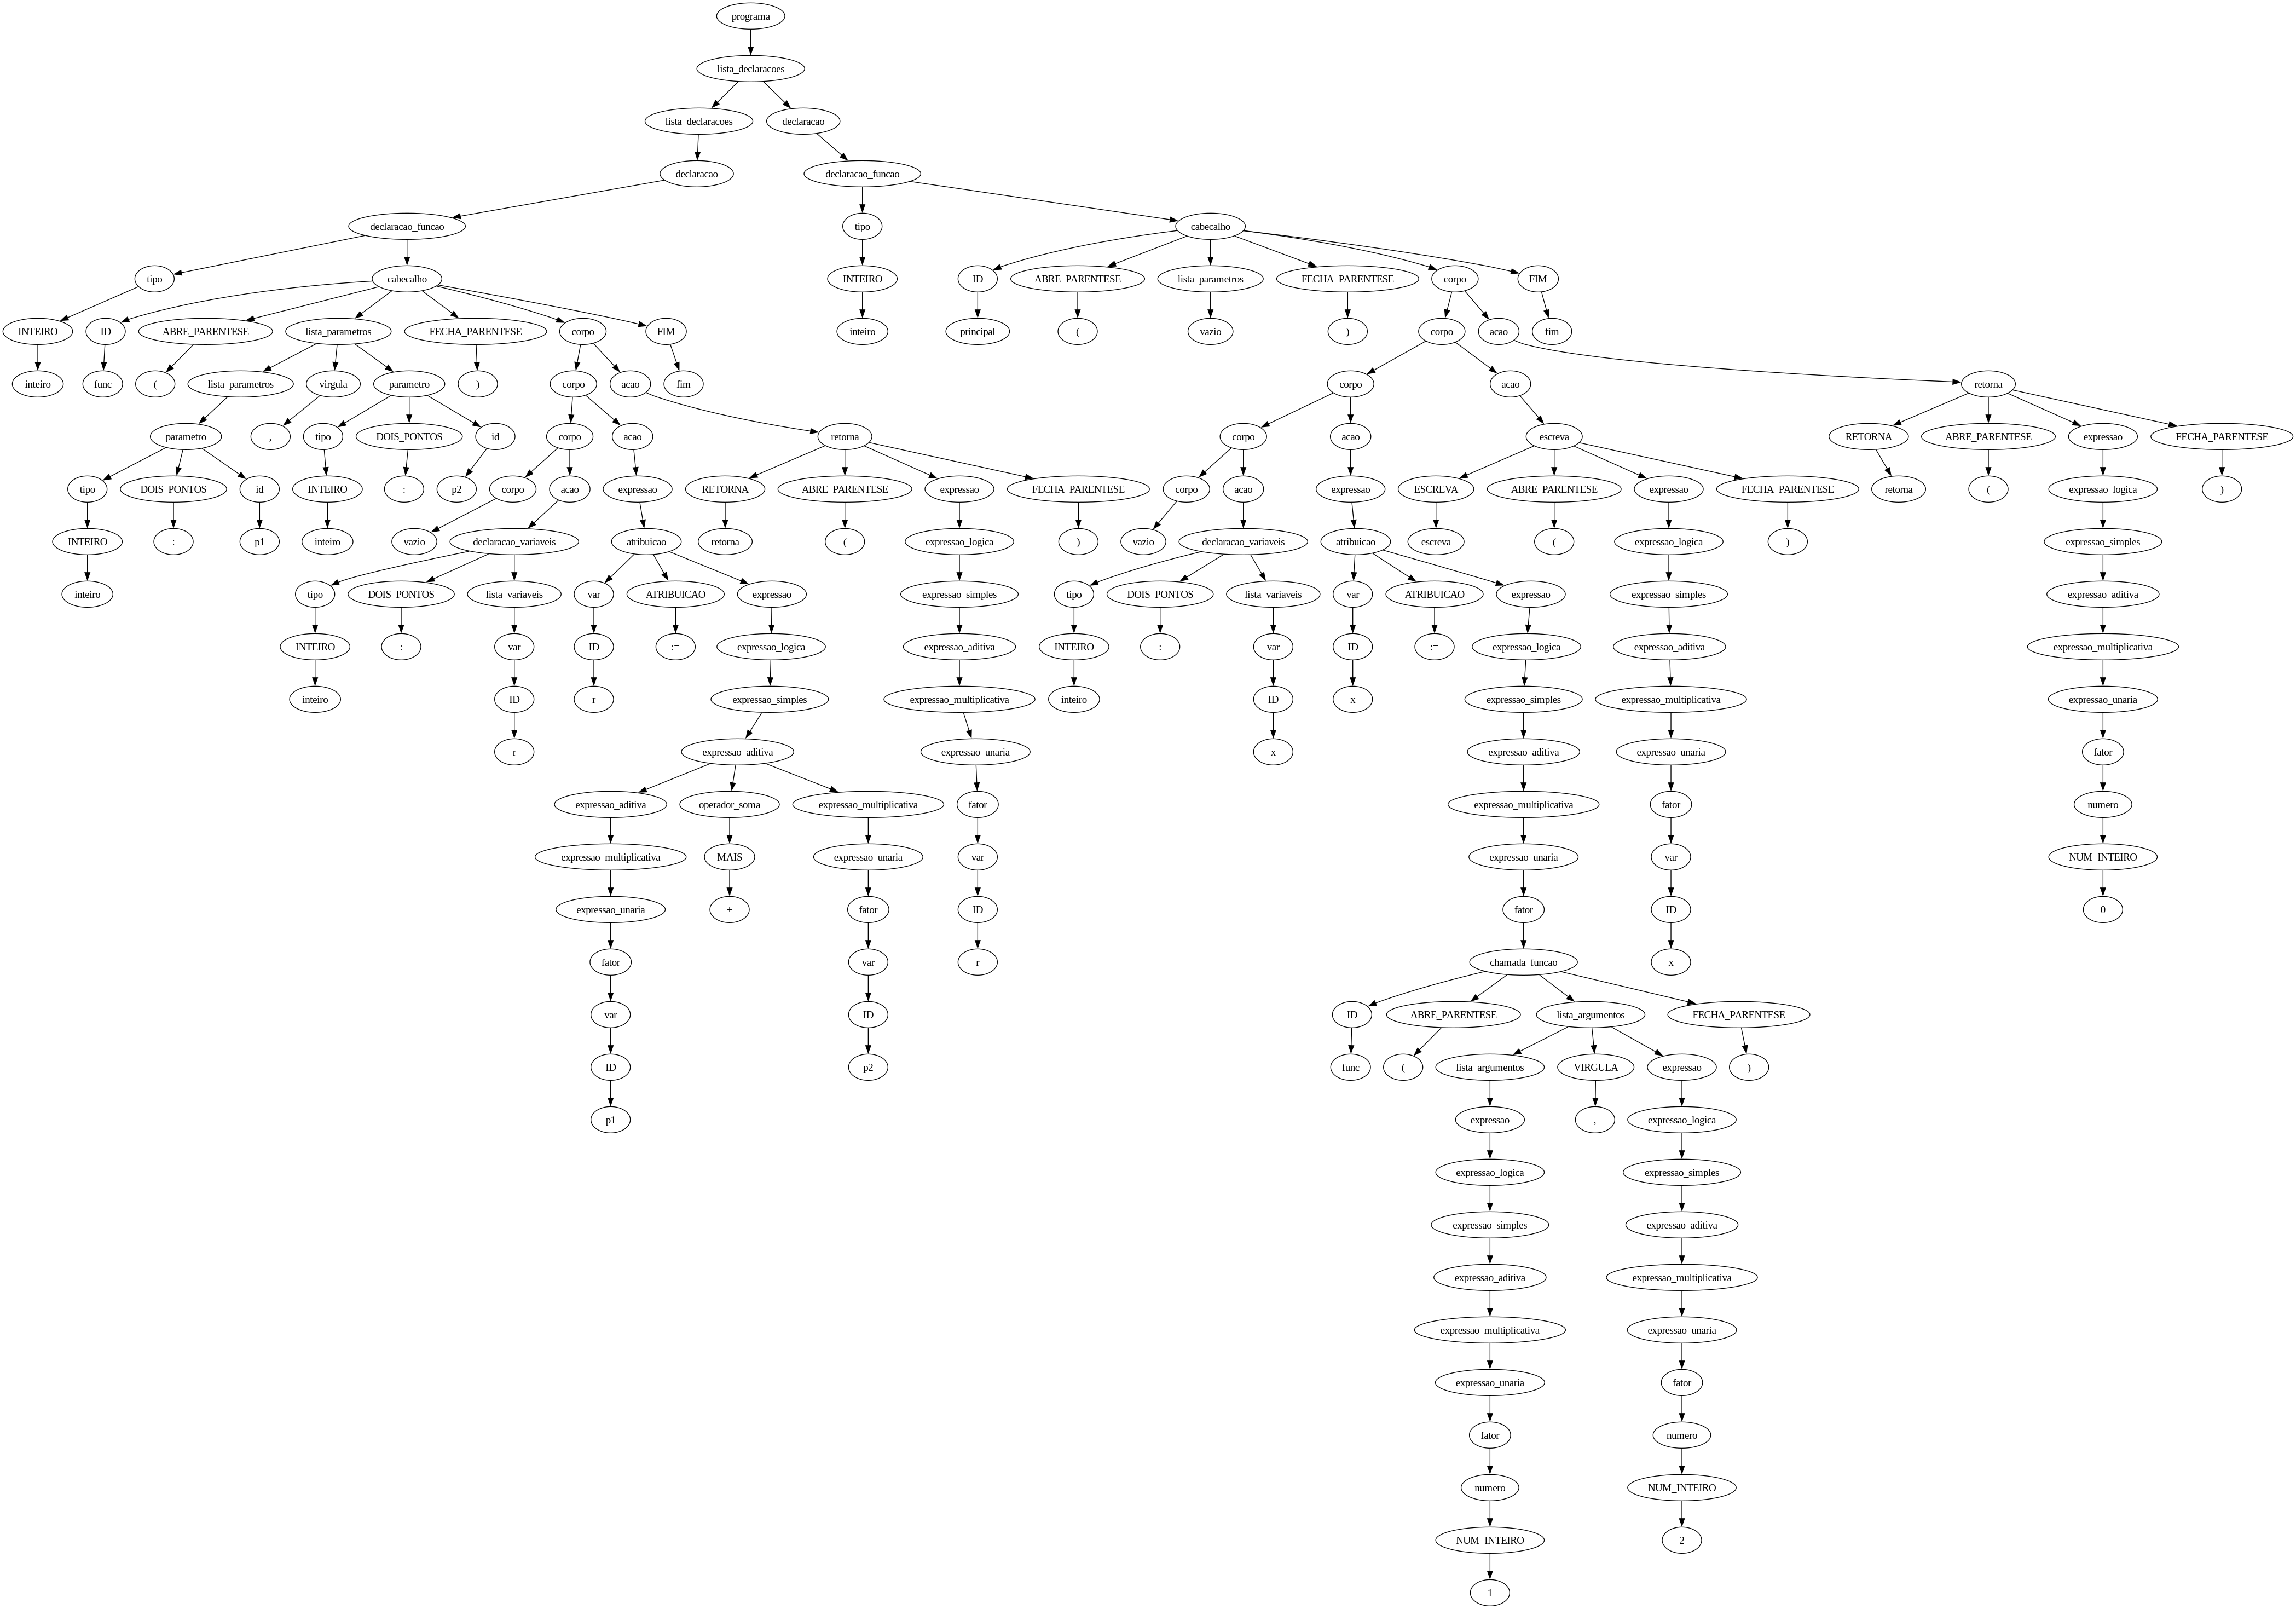 programa
lista_declaracoes
lista_declaracoes declaracao
declaracao declaracao_funcao
declaracao_funcao tipo cabecalho
tipo cabecalho INTEIRO ID ABRE_PARENTESE lista_parametros FECHA_PARENTESE corpo FIM
INTEIRO ID ABRE_PARENTESE lista_parametros FECHA_PARENTESE corpo FIM inteiro principal ( vazio ) corpo acao fim
inteiro func ( lista_parametros virgula parametro ) corpo acao fim corpo acao retorna
parametro , tipo DOIS_PONTOS id corpo acao retorna corpo acao escreva RETORNA ABRE_PARENTESE expressao FECHA_PARENTESE
tipo DOIS_PONTOS id INTEIRO : p2 corpo acao expressao RETORNA ABRE_PARENTESE expressao FECHA_PARENTESE corpo acao expressao ESCREVA ABRE_PARENTESE expressao FECHA_PARENTESE retorna ( expressao_logica )
INTEIRO : p1 inteiro vazio declaracao_variaveis atribuicao retorna ( expressao_logica ) vazio declaracao_variaveis atribuicao escreva ( expressao_logica ) expressao_simples
inteiro tipo DOIS_PONTOS lista_variaveis var ATRIBUICAO expressao expressao_simples tipo DOIS_PONTOS lista_variaveis var ATRIBUICAO expressao expressao_simples expressao_aditiva
INTEIRO : var ID := expressao_logica expressao_aditiva INTEIRO : var ID := expressao_logica expressao_aditiva expressao_multiplicativa
inteiro ID r expressao_simples expressao_multiplicativa inteiro ID x expressao_simples expressao_multiplicativa expressao_unaria
r expressao_aditiva expressao_unaria x expressao_aditiva expressao_unaria fator
expressao_aditiva operador_soma expressao_multiplicativa fator expressao_multiplicativa fator numero
expressao_multiplicativa MAIS expressao_unaria var expressao_unaria var NUM_INTEIRO
expressao_unaria + fator ID fator ID 0
fator var r chamada_funcao x
var ID ID ABRE_PARENTESE lista_argumentos FECHA_PARENTESE
ID p2 func ( lista_argumentos VIRGULA expressao )
p1 expressao , expressao_logica
expressao_logica expressao_simples
expressao_simples expressao_aditiva
expressao_aditiva expressao_multiplicativa
expressao_multiplicativa expressao_unaria
expressao_unaria fator
fator numero
numero NUM_INTEIRO
NUM_INTEIRO 2
1